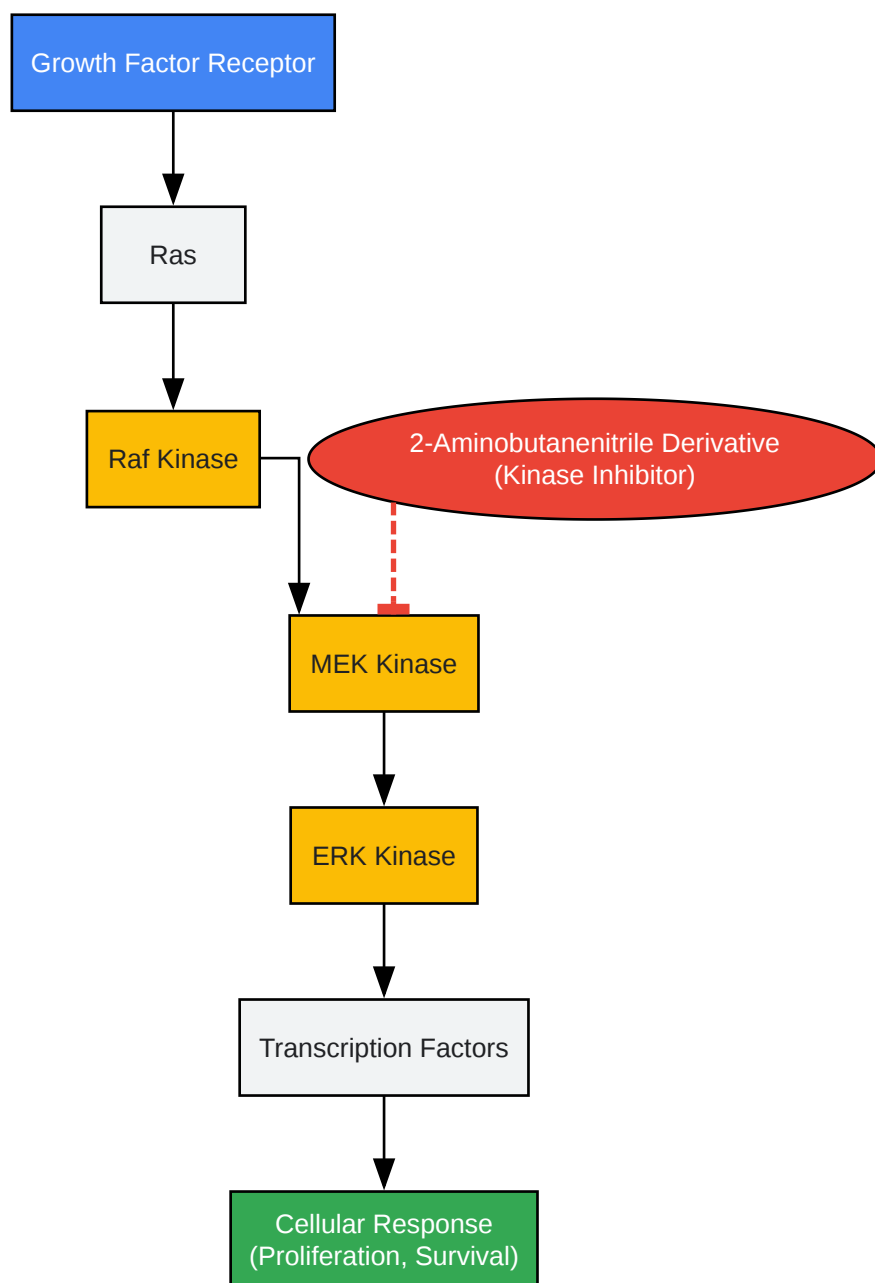 Growth Factor Receptor
Ras
Raf Kinase
2-Aminobutanenitrile Derivative
(Kinase Inhibitor)
MEK Kinase
ERK Kinase
Transcription Factors
Cellular Response
(Proliferation, Survival)